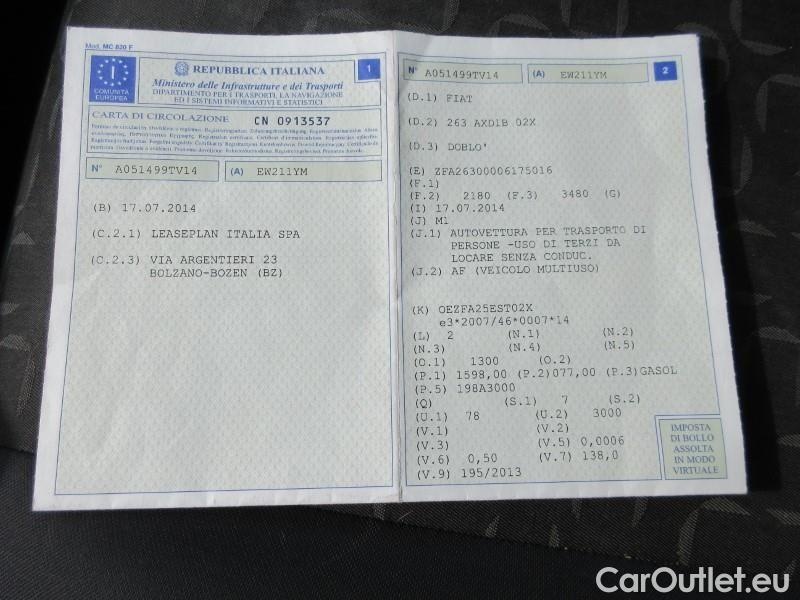 Mod. MC 820 F
I
COMUNITÀ
EUROPEA
REPUBBLICA ITALIANA
Ministero delle Infrastrutture e dei Trasporti
DIPARTIMENTO PER I TRASPORTI, LA NAVIGAZIONE
ED I SISTEMI INFORMATIVI E STATISTICI
1
CARTA DI CIRCOLAZIONE CN 0913537
N° A051499TV14 (A) EW211YM
(B) 17.07.2014
(C.2.1) LEASEPLAN ITALIA SPA
(C.2.3) VIA ARGENTIERI 23
BOLZANO-BOZEN (BZ)
N° A051499TV14 (A) EW211YM 2
(D.1) FIAT
(D.2) 263 AXD1B 02X
(D.3) DOBLO'
(E) ZFA26300006175016
(F.1)
(F.2) 2180 (F.3) 3480 (G)
(I) 17.07.2014
(J) M1
(J.1) AUTOVETTURA PER TRASPORTO DI
PERSONE -USO DI TERZI DA
LOCARE SENZA CONDUC.
(J.2) AF (VEICOLO MULTIUSO)
(K) OEZFA25EST02X
e3*2007/46*0007*14
(L) 2 (N.1) (N.2)
(N.3) (N.4) (N.5)
(O.1) 1300 (O.2)
(P.1) 1598,00 (P.2)077,00 (P.3)GASOL
(P.5) 198A3000
(Q) (S.1) 7 (S.2)
(U.1) 78 (U.2) 3000
(V.1) (V.2)
(V.3) (V.5) 0,0006
(V.6) 0,50 (V.7) 138,0
(V.9) 195/2013
IMPOSTA
DI BOLLO
ASSOLTA
IN MODO
VIRTUALE
CarOutlet.eu